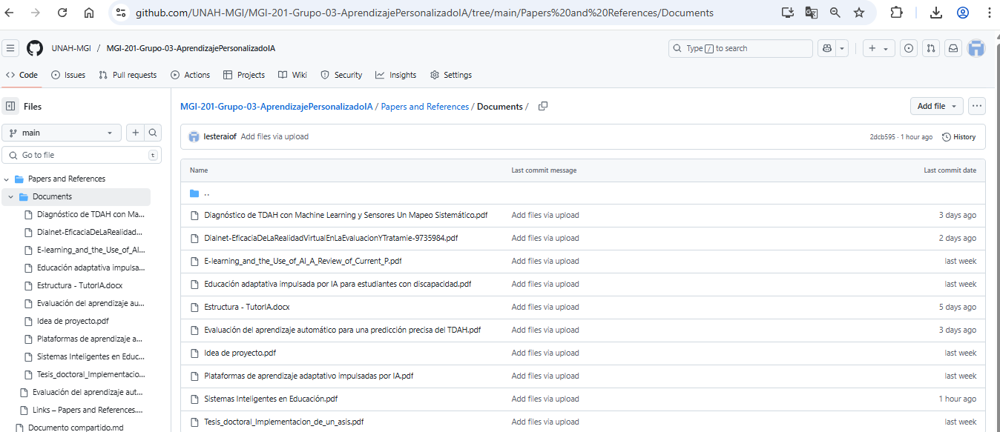 github.com/UNAH-MGI/MGI-201-Grupo-03-AprendizajePersonalizadoIA/tree/main/Papers%20and%20References/Documents
UNAH-MGI / MGI-201-Grupo-03-AprendizajePersonalizadoIA
Type / to search
Code Issues Pull requests Actions Projects Wiki Security Insights Settings
Files
MGI-201-Grupo-03-AprendizajePersonalizadoIA / Papers and References / Documents /
Add file
main
lesteraiof Add files via upload
2dcb595 · 1 hour ago
History
Go to file
t
Name Last commit message Last commit date
Papers and References
Documents
..
Diagnóstico de TDAH con Ma...
Dialnet-EficaciaDeLaRealidad...
E-learning_and_the_Use_of_AI...
Educación adaptativa impulsa...
Estructura - TutorIA.docx
Evaluación del aprendizaje au...
Idea de proyecto.pdf
Plataformas de aprendizaje a...
Sistemas Inteligentes en Educ...
Tesis_doctoral_Implementacio...
Evaluación del aprendizaje aut...
Links – Papers and References....
Documento compartido.md
Diagnóstico de TDAH con Machine Learning y Sensores Un Mapeo Sistemático.pdf Add files via upload 3 days ago
Dialnet-EficaciaDeLaRealidadVirtualEnLaEvaluacionYTratamie-9735984.pdf Add files via upload 2 days ago
E-learning_and_the_Use_of_AI_A_Review_of_Current_P.pdf Add files via upload last week
Educación adaptativa impulsada por IA para estudiantes con discapacidad.pdf Add files via upload last week
Estructura - TutorIA.docx Add files via upload 5 days ago
Evaluación del aprendizaje automático para una predicción precisa del TDAH.pdf Add files via upload 3 days ago
Idea de proyecto.pdf Add files via upload last week
Plataformas de aprendizaje adaptativo impulsadas por IA.pdf Add files via upload last week
Sistemas Inteligentes en Educación.pdf Add files via upload 1 hour ago
Tesis_doctoral_Implementacion_de_un_asis.pdf Add files via upload last week